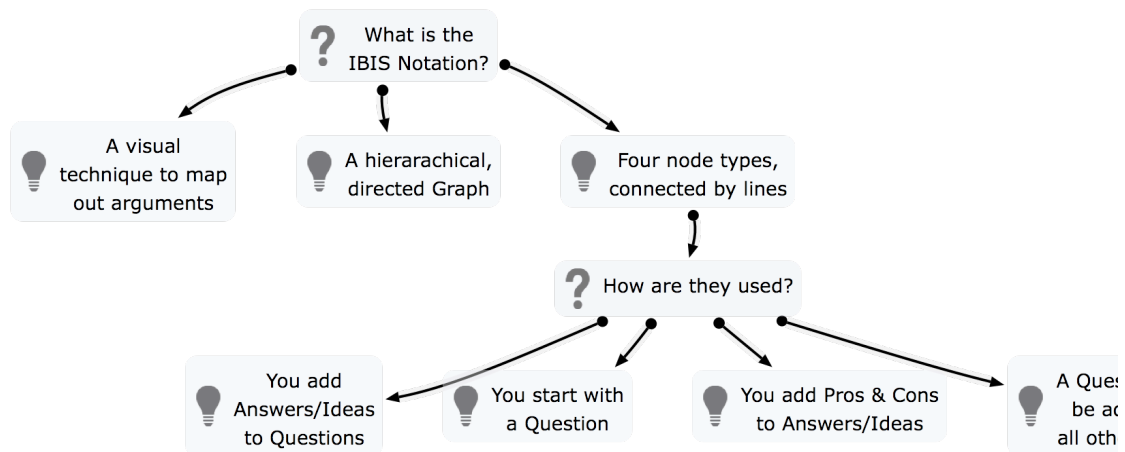 What is the
IBIS Notation?
A visual
technique to map
out arguments
A hierarachical,
directed Graph
Four node types,
connected by lines
How are they used?
You add
Answers/Ideas
to Questions
You start with
a Question
You add Pros & Cons
to Answers/Ideas
A
be
all